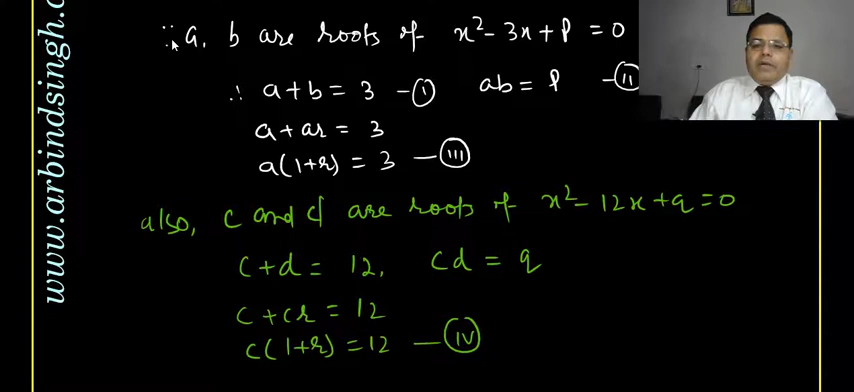 www.arbindsingh.
∵ a, b are roots of x² - 3x + p = 0
∴ a + b = 3 - (I) ab = p - (II)
a + ar = 3
a(1+r) = 3 — (III)
also, c and d are roots of x² - 12x + q = 0
c + d = 12, cd = q
c + cr = 12
c(1+r) = 12 — (IV)